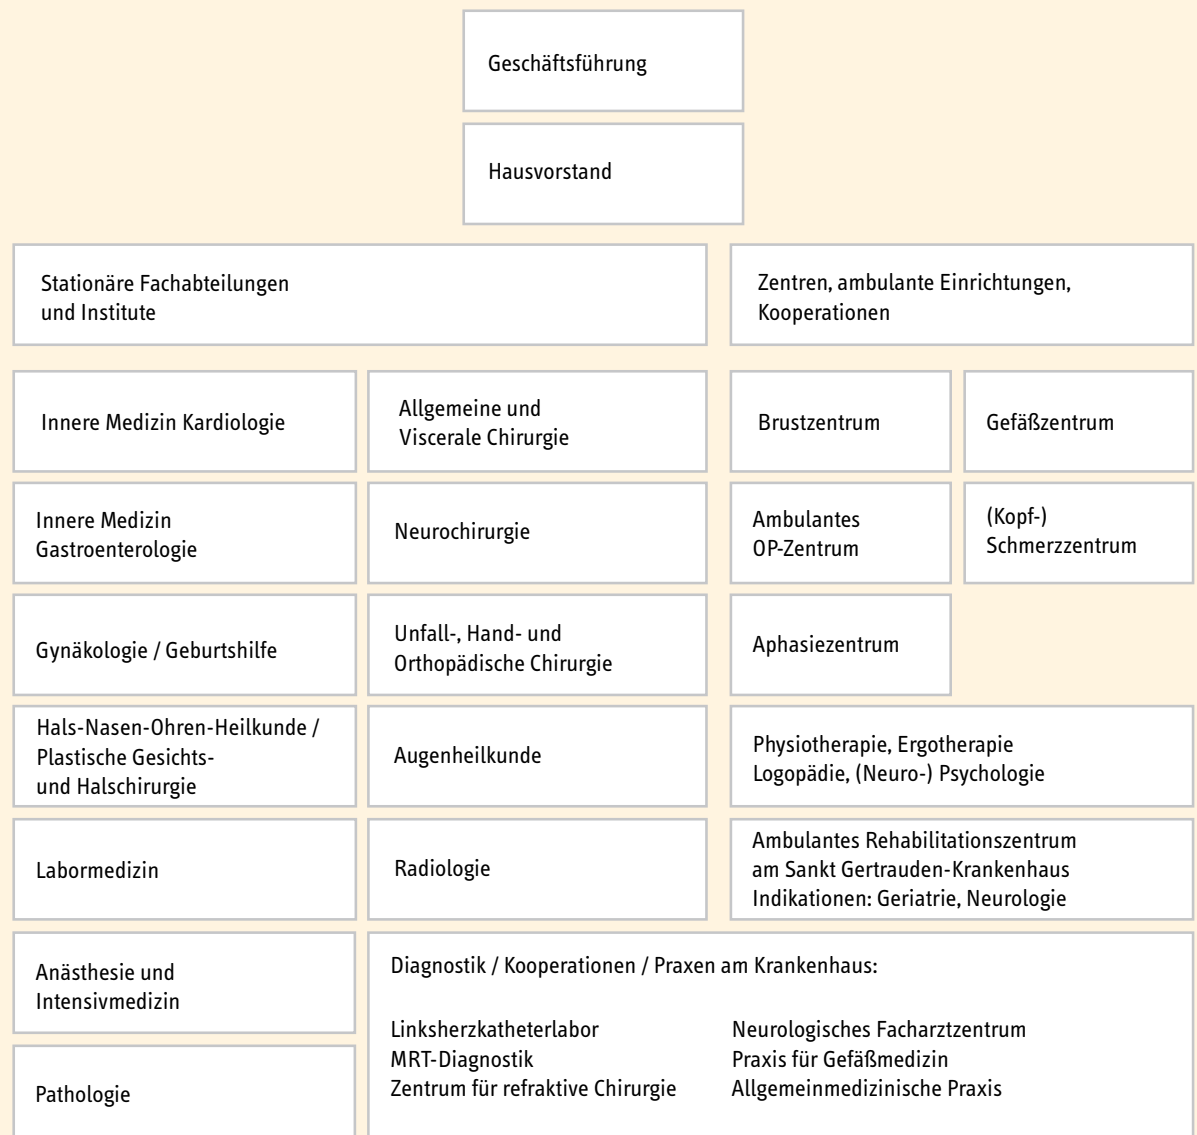 Geschäftsführung
Hausvorstand
Stationäre Fachabteilungen
und Institute
Zentren, ambulante Einrichtungen,
Kooperationen
Innere Medizin Kardiologie
Allgemeine und
Viscerale Chirurgie
Brustzentrum
Gefäßzentrum
Innere Medizin
Gastroenterologie
Neurochirurgie
Ambulantes
OP-Zentrum
(Kopf-)
Schmerzzentrum
Gynäkologie / Geburtshilfe
Unfall-, Hand- und
Orthopädische Chirurgie
Aphasiezentrum
Hals-Nasen-Ohren-Heilkunde /
Plastische Gesichts-
und Halschirurgie
Augenheilkunde
Physiotherapie, Ergotherapie
Logopädie, (Neuro-) Psychologie
Labormedizin
Radiologie
Ambulantes Rehabilitationszentrum
am Sankt Gertrauden-Krankenhaus
Indikationen: Geriatrie, Neurologie
Anästhesie und
Intensivmedizin
Pathologie
Diagnostik / Kooperationen / Praxen am Krankenhaus:
Linksherzkatheterlabor
MRT-Diagnostik
Zentrum für refraktive Chirurgie
Neurologisches Facharztzentrum
Praxis für Gefäßmedizin
Allgemeinmedizinische Praxis